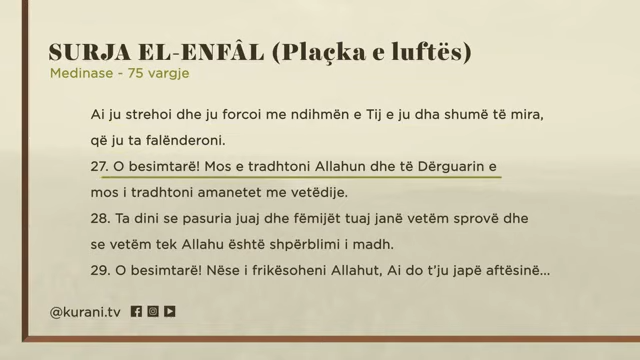 SURJA EL-ENFÂL (Plaçka e luftës)
Medinase - 75 vargje
Ai ju strehoi dhe ju forcoi me ndihmën e Tij e ju dha shumë të mira,
që ju ta falënderoni.
27. O besimtarë! Mos e tradhtoni Allahun dhe të Dërguarin e
mos i tradhtoni amanetet me vetëdije.
28. Ta dini se pasuria juaj dhe fëmijët tuaj janë vetëm sprovë dhe
se vetëm tek Allahu është shpërblimi i madh.
29. O besimtarë! Nëse i frikësoheni Allahut, Ai do t'ju japë aftësinë...
@kurani.tv